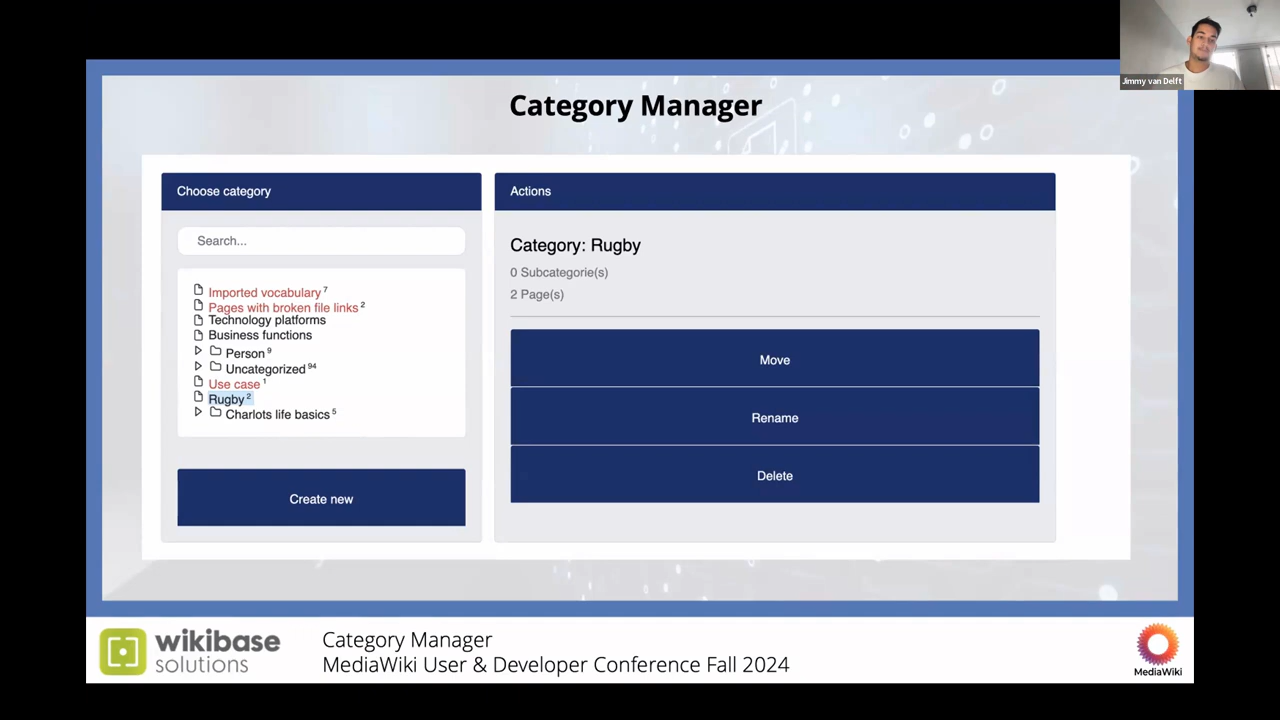 Jimmy van Delft
Category Manager
Choose category
Search...
Imported vocabulary 7
Pages with broken file links 2
Technology platforms
Business functions
Person 9
Uncategorized 94
Use case 1
Rugby 2
Charlots life basics 5
Create new
Actions
Category: Rugby
0 Subcategorie(s)
2 Page(s)
Move
Rename
Delete
wikibase
solutions
Category Manager
MediaWiki User & Developer Conference Fall 2024
MediaWiki